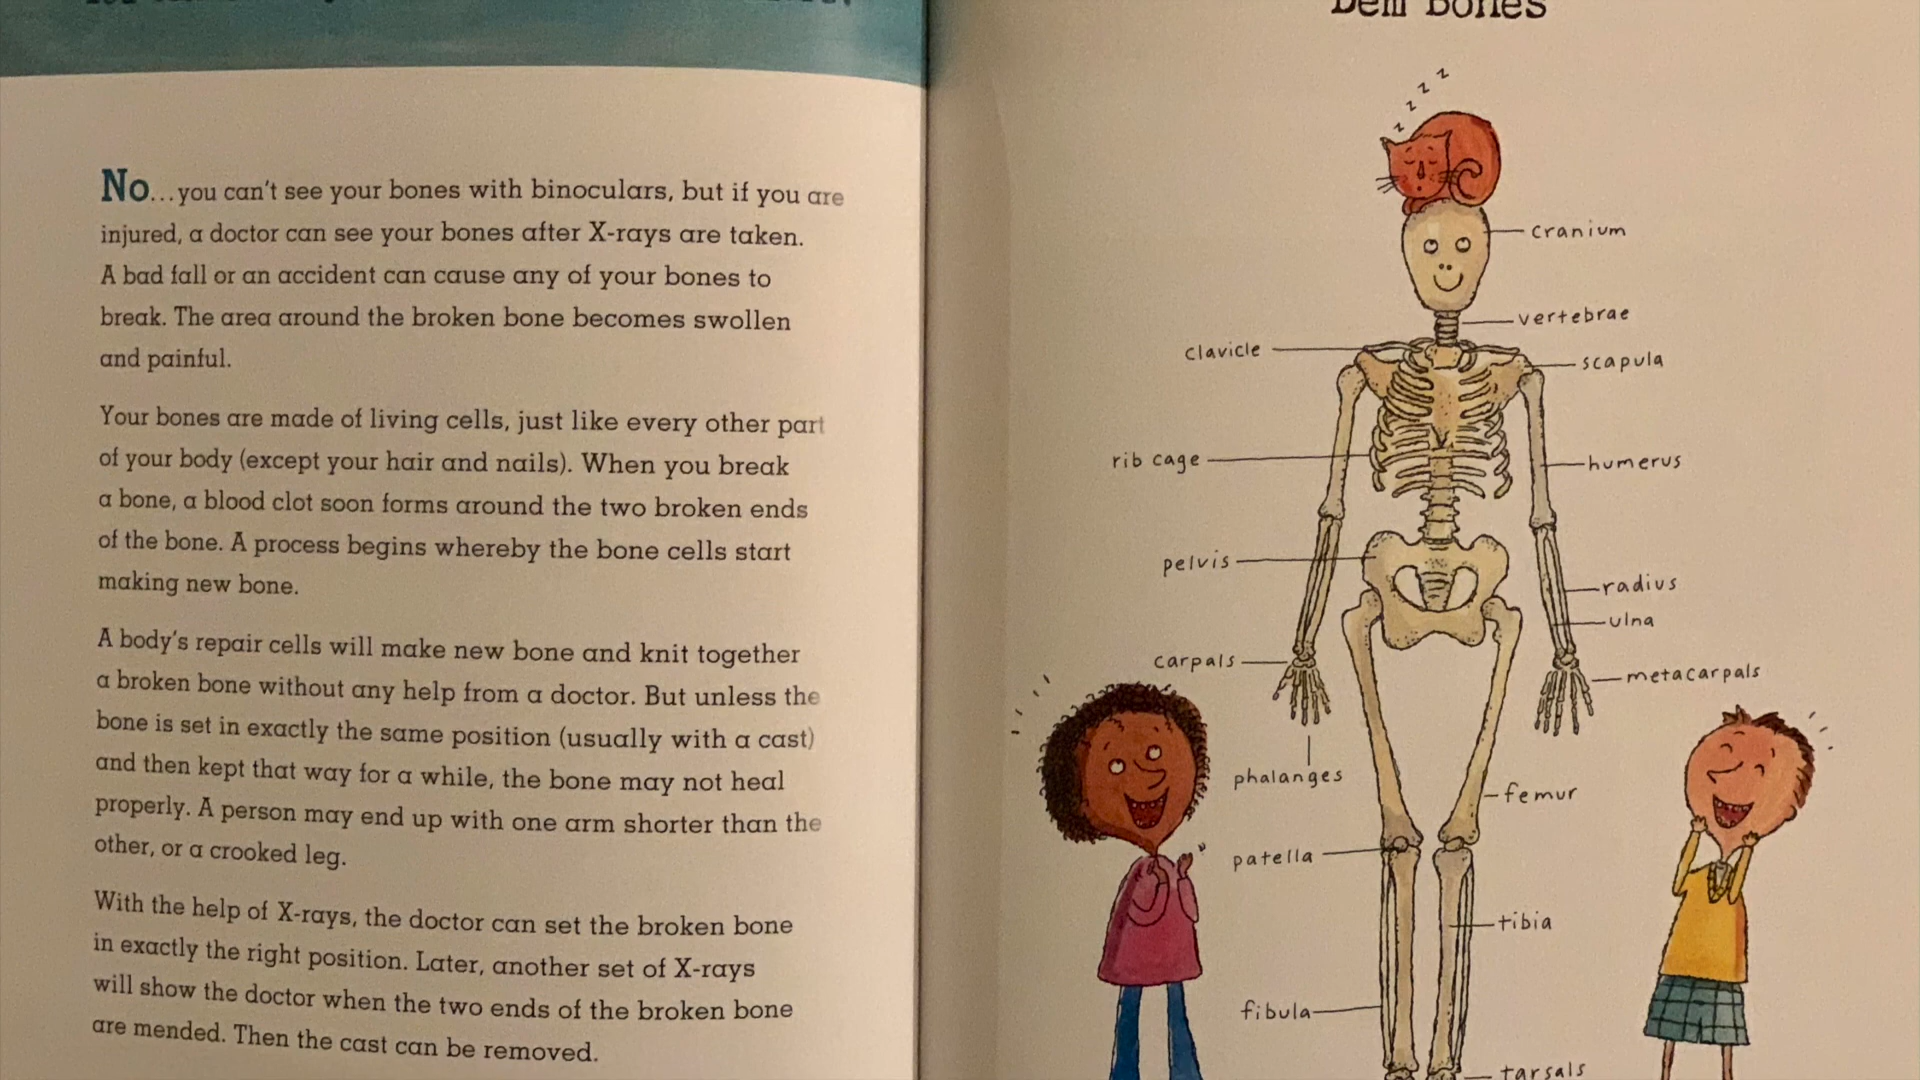 No...you can't see your bones with binoculars, but if you are
injured, a doctor can see your bones after X-rays are taken.
A bad fall or an accident can cause any of your bones to
break. The area around the broken bone becomes swollen
and painful.
Your bones are made of living cells, just like every other part
of your body (except your hair and nails). When you break
a bone, a blood clot soon forms around the two broken ends
of the bone. A process begins whereby the bone cells start
making new bone.
A body's repair cells will make new bone and knit together
a broken bone without any help from a doctor. But unless the
bone is set in exactly the same position (usually with a cast)
and then kept that way for a while, the bone may not heal
properly. A person may end up with one arm shorter than the
other, or a crooked leg.
With the help of X-rays, the doctor can set the broken bone
in exactly the right position. Later, another set of X-rays
will show the doctor when the two ends of the broken bone
are mended. Then the cast can be removed.
Dem Bones
z z z z
cranium
vertebrae
clavicle
scapula
rib cage
humerus
pelvis
radius
ulna
carpals
metacarpals
phalanges
femur
patella
tibia
fibula
tarsals